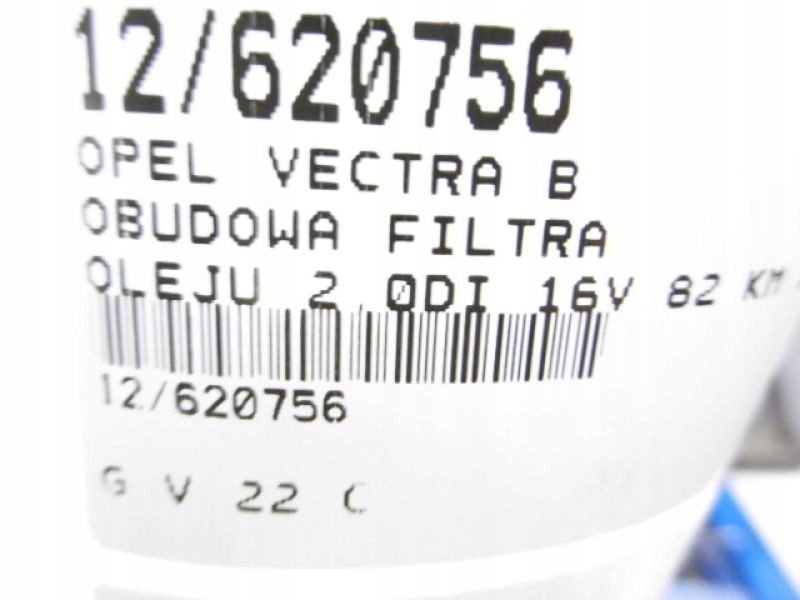 12/620756
OPEL VECTRA B
OBUDOWA FILTRA
OLEJU 2.0DI 16V 82 KM
12/620756
G V 22 C